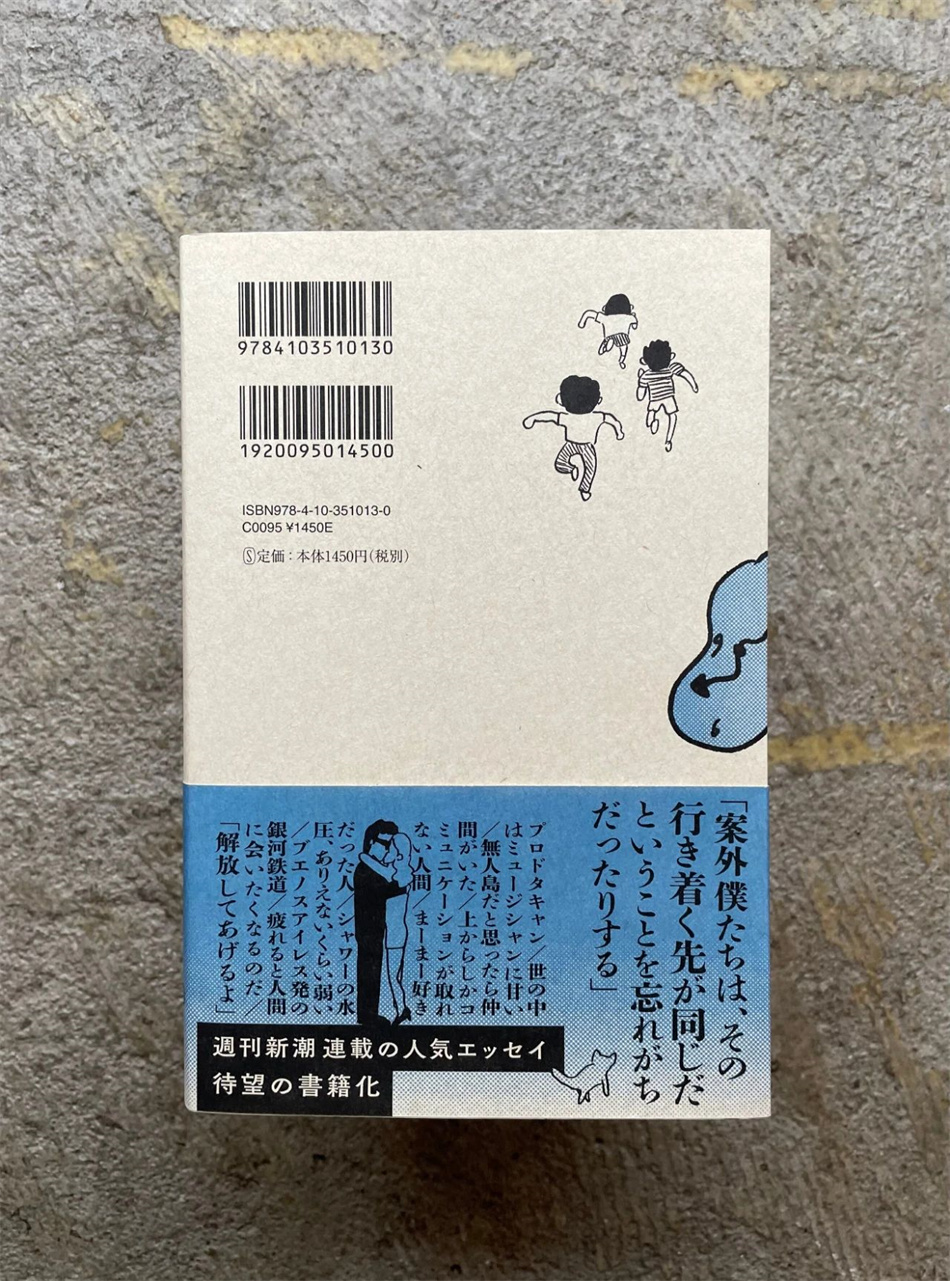 9784103510130
1920095014500
ISBN978-4-10-351013-0
C0095 ¥1450E
Ⓢ定価：本体1450円(税別)
「案外僕たちは、その
行き着く先が同じだ
ということを忘れがち
だったりする」
ブロドタキャン／世の中
はミュージシャンに甘い
／無人島だと思ったら仲
間がいた／上からしかコ
ミュニケーションが取れ
ない人間／まーまー好き
だった人／シャワーの水
圧、ありえないくらい弱い
／ブエノスアイレス発の
銀河鉄道／疲れると人間
に会いたくなるのだ／
「解放してあげるよ」
週刊新潮 連載の人気エッセイ
待望の書籍化